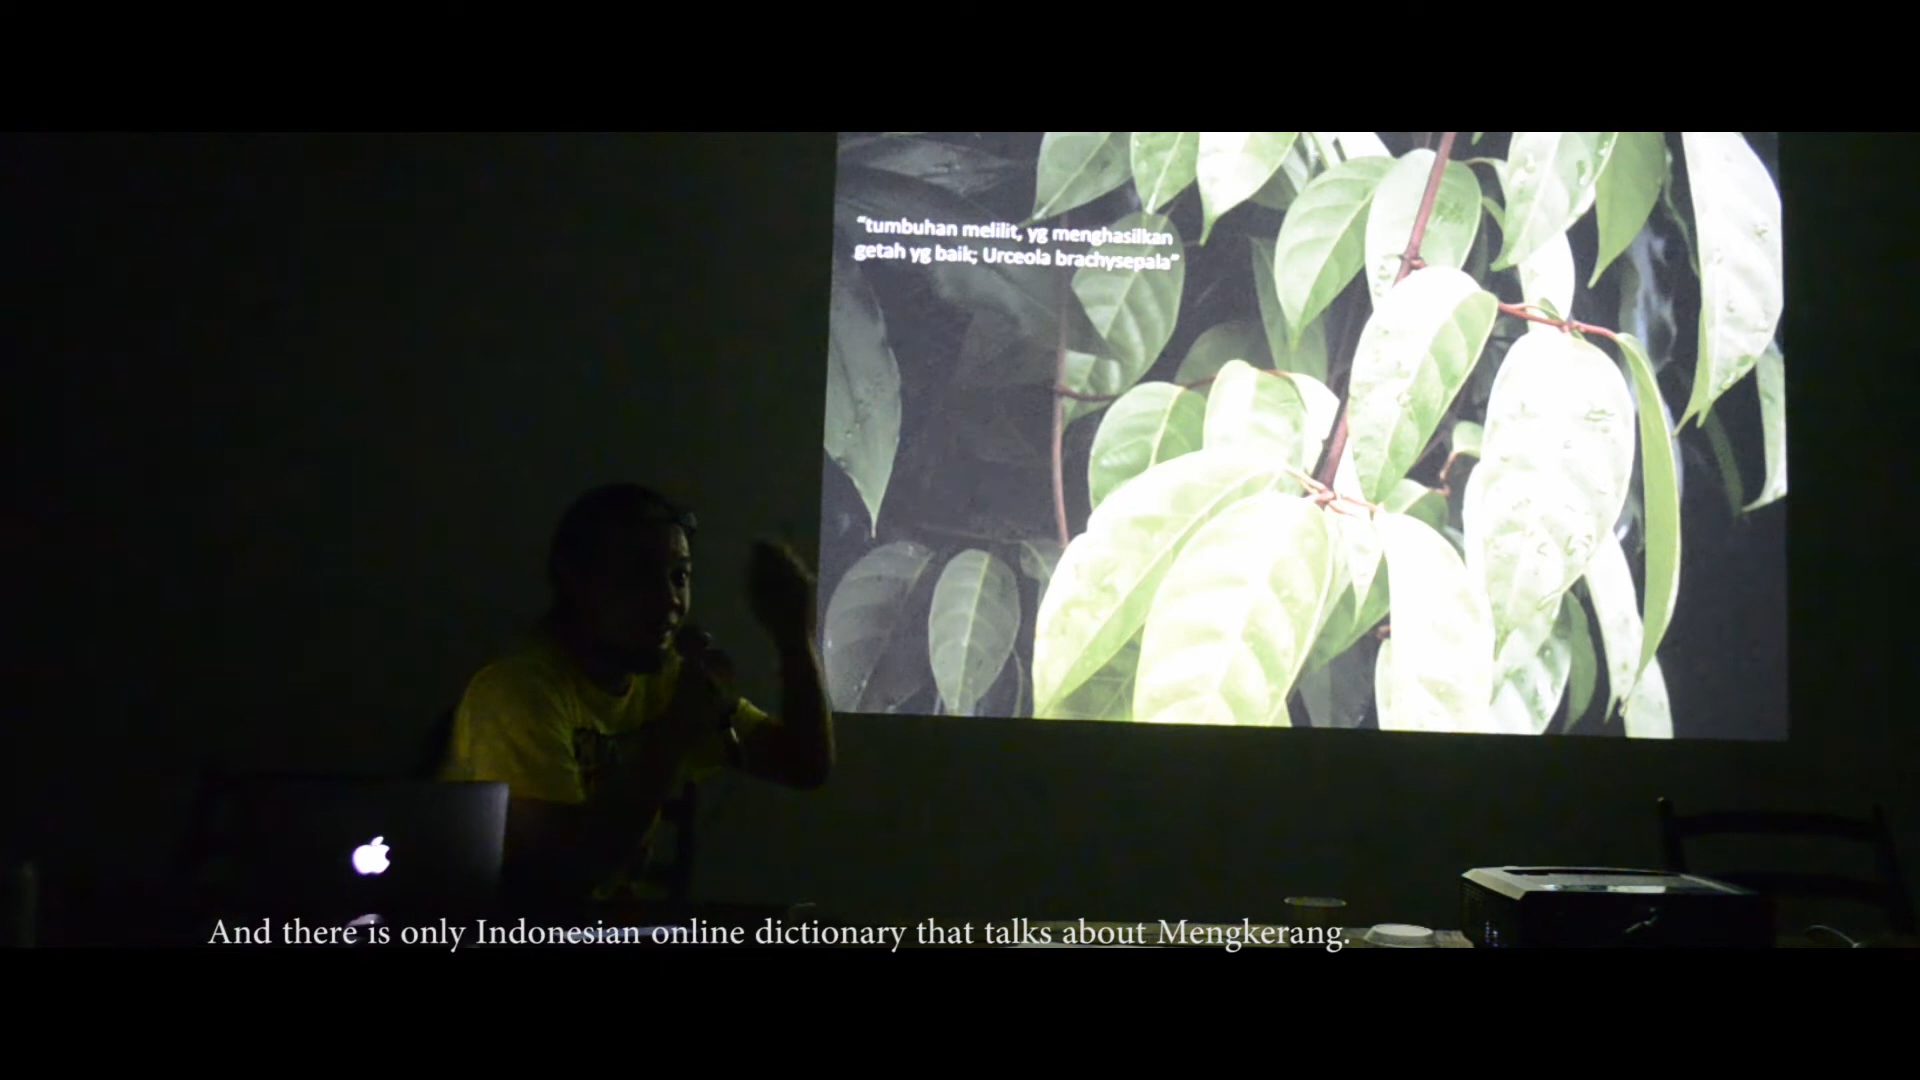 “tumbuhan melilit, yg menghasilkan
getah yg baik; Urceola brachysepala”
And there is only Indonesian online dictionary that talks about Mengkerang.